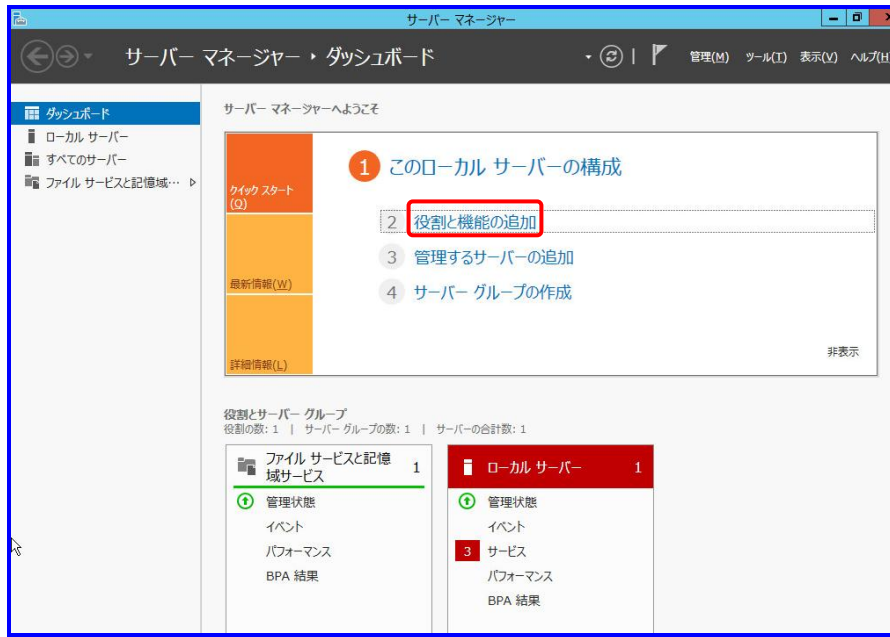 サーバー マネージャー
サーバー マネージャー ・ ダッシュボード
管理(M) ツール(T) 表示(V) ヘルプ(H
ダッシュボード
ローカル サーバー
すべてのサーバー
ファイル サービスと記憶域…
サーバー マネージャーへようこそ
クイック スタート
(Q)
最新情報(W)
詳細情報(L)
1 このローカル サーバーの構成
2 役割と機能の追加
3 管理するサーバーの追加
4 サーバー グループの作成
非表示
役割とサーバー グループ
役割の数: 1 | サーバー グループの数: 1 | サーバーの合計数: 1
ファイル サービスと記憶
域サービス
1
管理状態
イベント
パフォーマンス
BPA 結果
ローカル サーバー 1
管理状態
イベント
3 サービス
パフォーマンス
BPA 結果